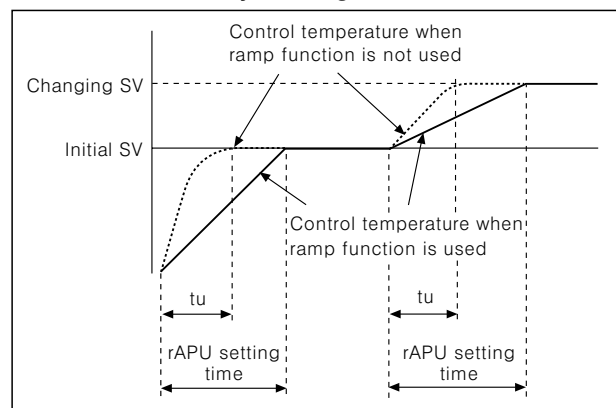 Control temperature when
ramp function is not used
Changing SV
Initial SV
Control temperature when
ramp function is used
tu
tu
rAPU setting
time
rAPU setting
time